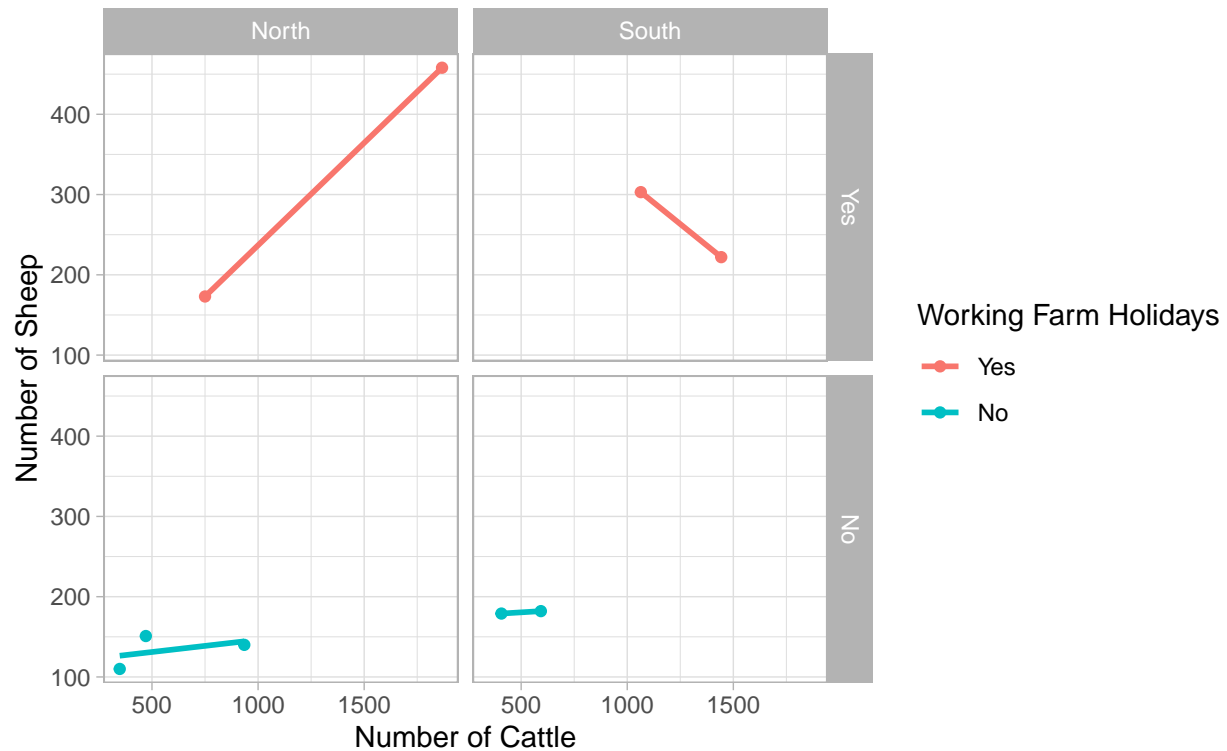 North
South
400
300
200
100
Yes
400
300
200
100
No
500
1000
1500
500
1000
1500
Number of Cattle
Number of Sheep
Working Farm Holidays
Yes
No